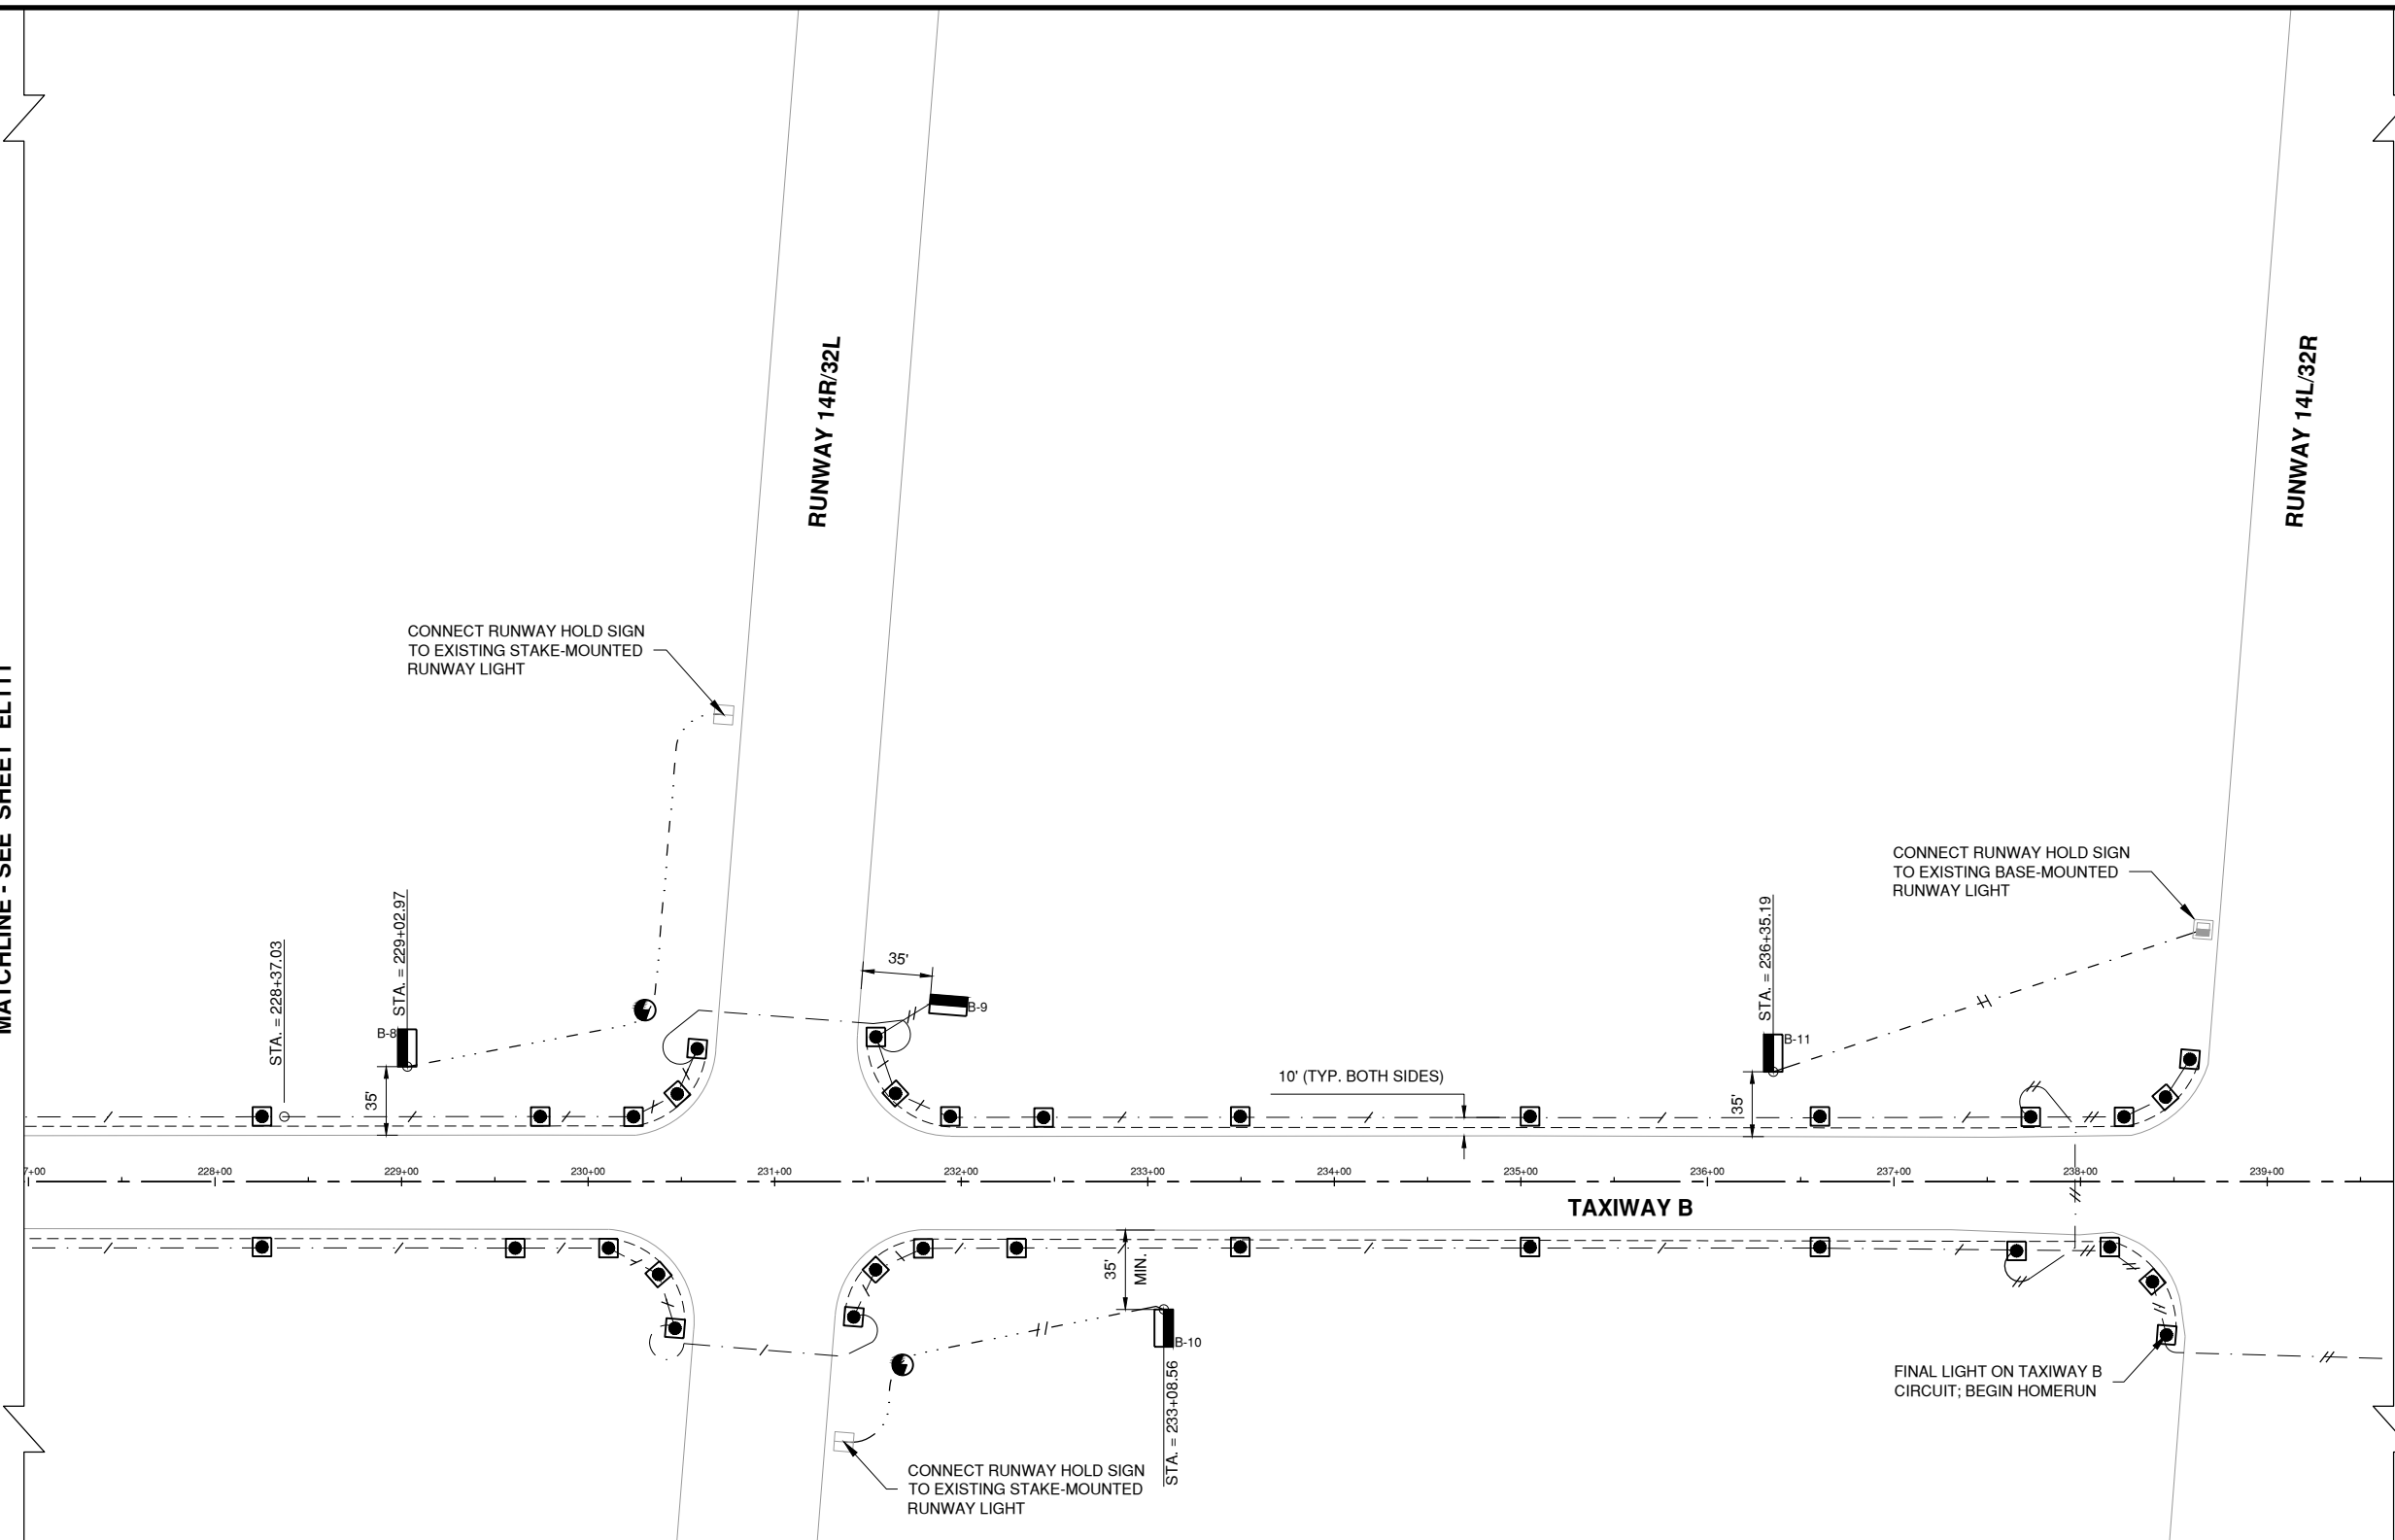 RUNWAY 14R/32L
RUNWAY 14L/32R
CONNECT RUNWAY HOLD SIGN
TO EXISTING STAKE-MOUNTED
RUNWAY LIGHT
MATCHLINE - SEE SHEET
CONNECT RUNWAY HOLD SIGN
TO EXISTING BASE-MOUNTED
RUNWAY LIGHT
STA. = 228+37.03
STA. = 229+02.97
B-8
35'
35'
B-9
STA. = 236+35.19
B-11
35'
10' (TYP. BOTH SIDES)
7+00
228+00
229+00
230+00
231+00
232+00
233+00
234+00
235+00
236+00
237+00
238+00
239+00
TAXIWAY B
35'
MIN.
B-10
STA. = 233+08.56
FINAL LIGHT ON TAXIWAY B
CIRCUIT; BEGIN HOMERUN
CONNECT RUNWAY HOLD SIGN
TO EXISTING STAKE-MOUNTED
RUNWAY LIGHT